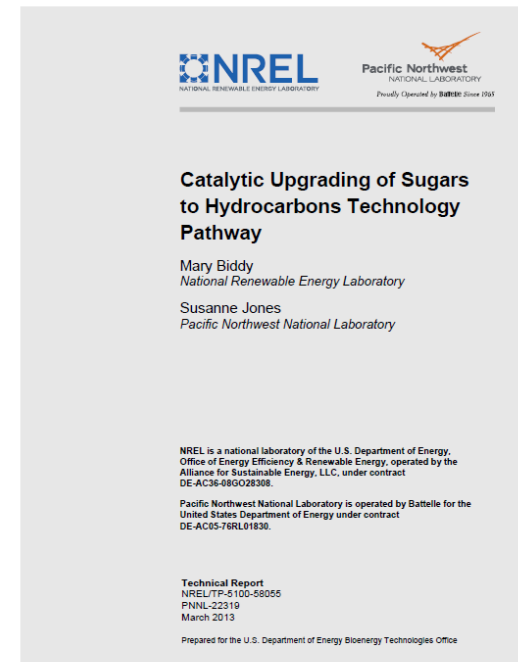 NREL
NATIONAL RENEWABLE ENERGY LABORATORY
Pacific Northwest
NATIONAL LABORATORY
Proudly Operated by Battelle Since 1965
Catalytic Upgrading of Sugars
to Hydrocarbons Technology
Pathway
Mary Biddy
National Renewable Energy Laboratory
Susanne Jones
Pacific Northwest National Laboratory
NREL is a national laboratory of the U.S. Department of Energy,
Office of Energy Efficiency & Renewable Energy, operated by the
Alliance for Sustainable Energy, LLC, under contract
DE-AC36-08GO28308.
Pacific Northwest National Laboratory is operated by Battelle for the
United States Department of Energy under contract
DE-AC05-76RL01830.
Technical Report
NREL/TP-5100-58055
PNNL-22319
March 2013
Prepared for the U.S. Department of Energy Bioenergy Technologies Office